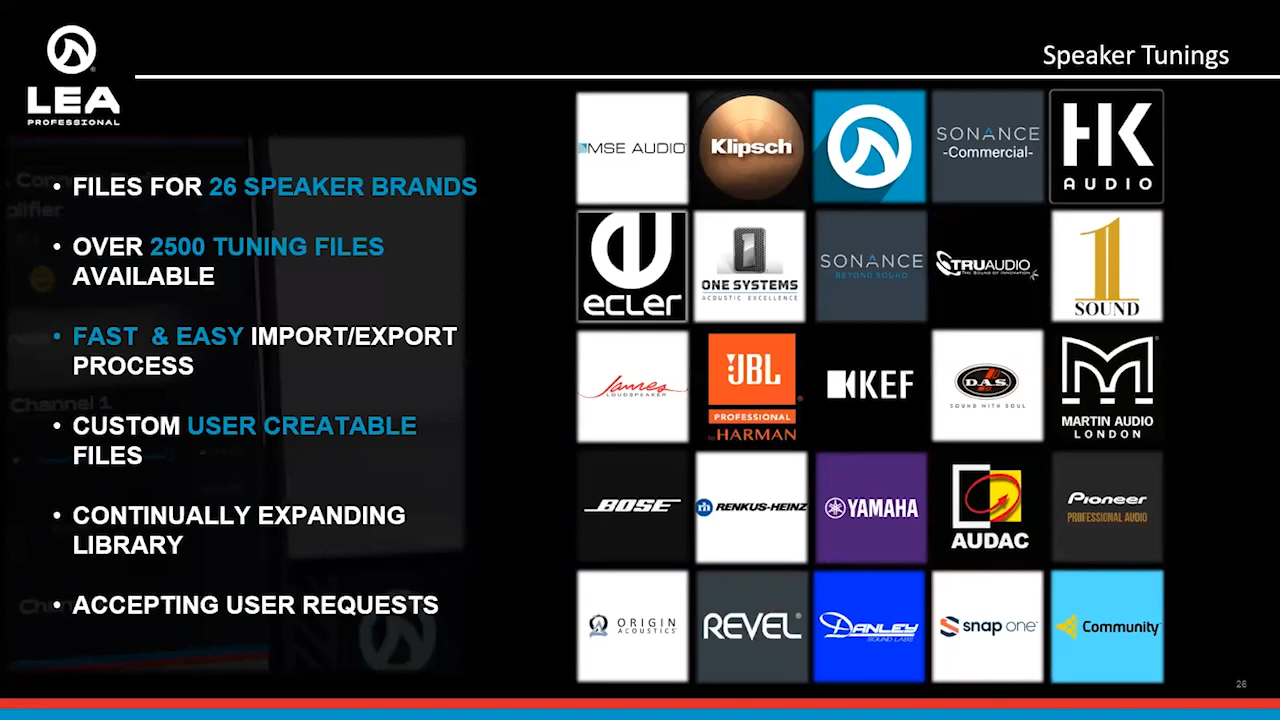 LEA
PROFESSIONAL
Speaker Tunings
• FILES FOR 26 SPEAKER BRANDS
• OVER 2500 TUNING FILES
AVAILABLE
• FAST & EASY IMPORT/EXPORT
PROCESS
• CUSTOM USER CREATABLE
FILES
• CONTINUALLY EXPANDING
LIBRARY
• ACCEPTING USER REQUESTS
MSE AUDIO
Klipsch
SONANCE
-Commercial-
HK
AUDIO
ecler
ONE SYSTEMS
ACOUSTIC EXCELLENCE
SONANCE
BEYOND SOUND
TRUAUDIO
THE SOUND OF INNOVATION
1
SOUND
James
LOUDSPEAKER
JBL
PROFESSIONAL
by HARMAN
KEF
D.A.S.
SOUND WITH SOUL
MARTIN AUDIO
LONDON
BOSE
rh RENKUS-HEINZ
YAMAHA
AUDAC
Pioneer
PROFESSIONAL AUDIO
ORIGIN
ACOUSTICS
REVEL
DANLEY
SOUND LABS
snap one
Community
Channel 1
26